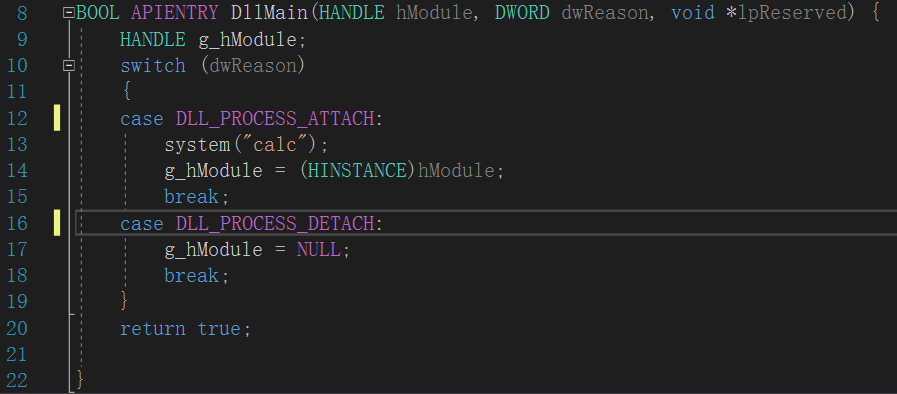 8 BOOL APIENTRY DllMain(HANDLE hModule, DWORD dwReason, void *lpReserved) {
9 HANDLE g_hModule;
10 switch (dwReason)
11 {
12 case DLL_PROCESS_ATTACH:
13 system("calc");
14 g_hModule = (HINSTANCE)hModule;
15 break;
16 case DLL_PROCESS_DETACH:
17 g_hModule = NULL;
18 break;
19 }
20 return true;
21
22 }